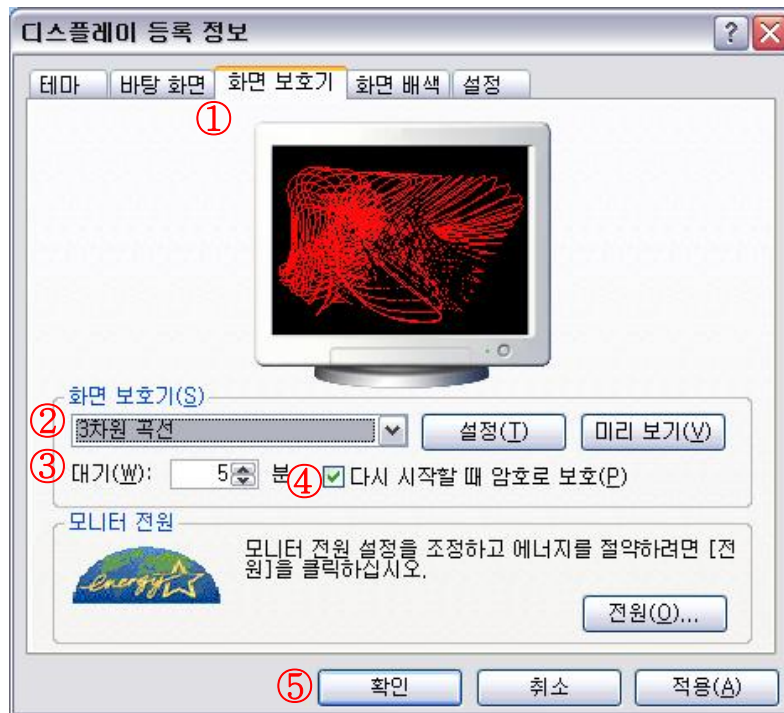 디스플레이 등록 정보
테마 바탕 화면 화면 보호기 화면 배색 설정
①
화면 보호기(S)
② 3차원 곡선 설정(T) 미리 보기(V)
③ 대기(W): 5 분 ④ 다시 시작할 때 암호로 보호(P)
모니터 전원
energy
모니터 전원 설정을 조정하고 에너지를 절약하려면 [전
원]을 클릭하십시오.
전원(O)...
⑤ 확인 취소 적용(A)